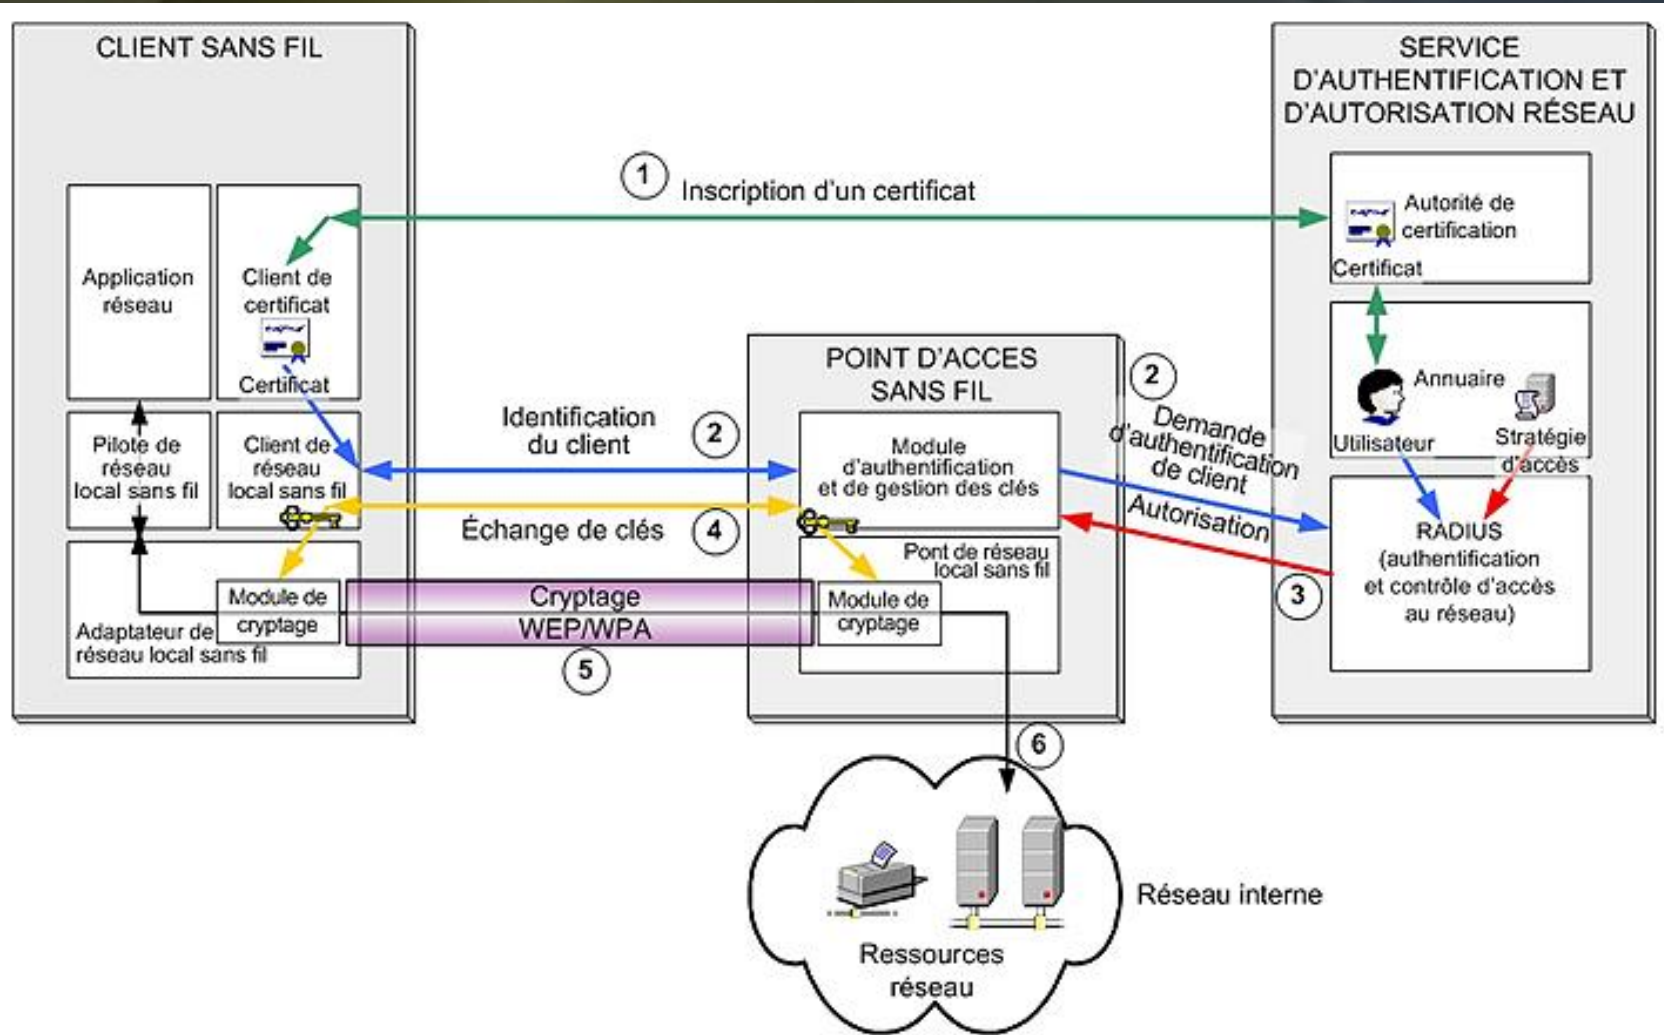 CLIENT SANS FIL
Application
réseau
Client de
certificat
Certificat
Pilote de
réseau
local sans fil
Client de
réseau
local sans fil
Module de
cryptage
Adaptateur de
réseau local sans fil
1
Inscription d'un certificat
Identification
du client
2
Échange de clés
4
Cryptage
WEP/WPA
5
POINT D'ACCES
SANS FIL
Module
d'authentification
et de gestion des clés
Pont de réseau
local sans fil
Module de
cryptage
2
Demande
d'authentification
de client
Autorisation
3
SERVICE
D'AUTHENTIFICATION ET
D'AUTORISATION RÉSEAU
Autorité de
certification
Certificat
Annuaire
Utilisateur
Stratégie
d'accès
RADIUS
(authentification
et contrôle d'accès
au réseau)
6
Ressources
réseau
Réseau interne